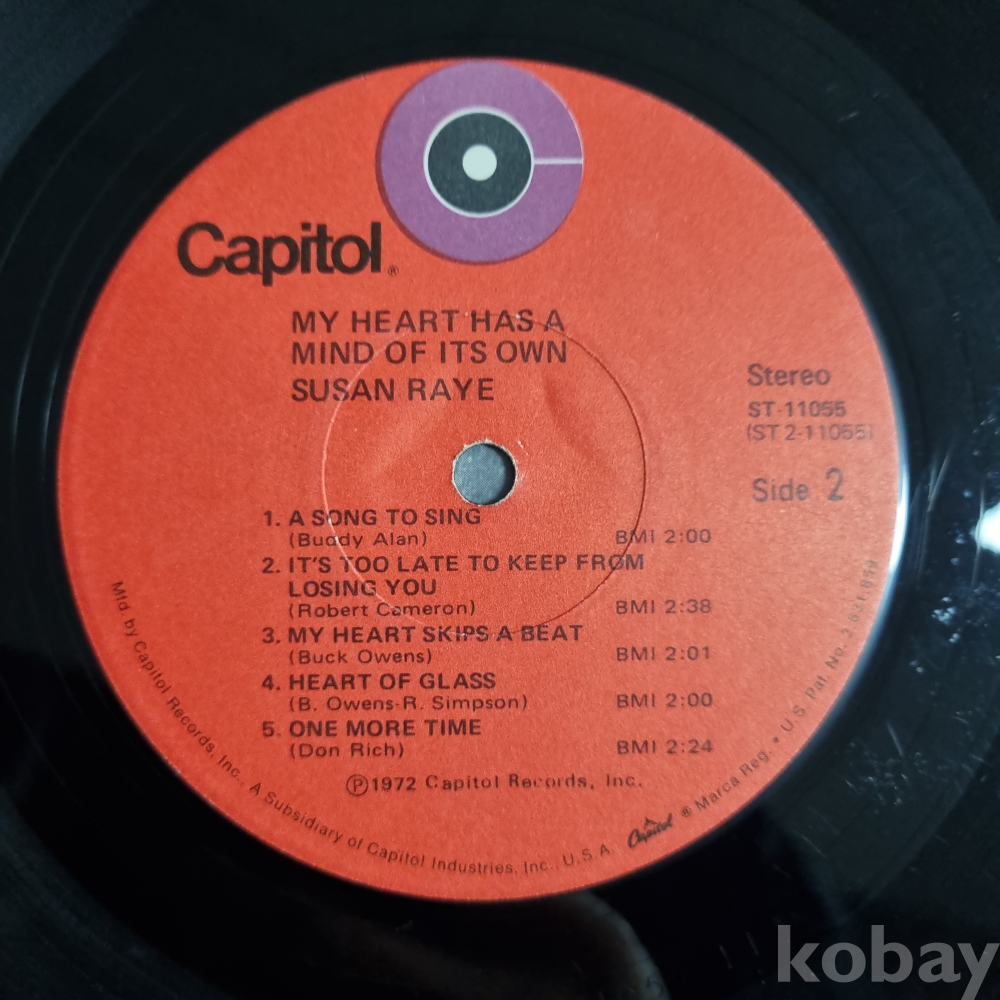 Capitol®
MY HEART HAS A
MIND OF ITS OWN
SUSAN RAYE
Stereo
ST-11055
(ST 2-11055)
Side 2
1. A SONG TO SING
(Buddy Alan) BMI 2:00
2. IT'S TOO LATE TO KEEP FROM
LOSING YOU
(Robert Cameron) BMI 2:38
3. MY HEART SKIPS A BEAT
(Buck Owens) BMI 2:01
4. HEART OF GLASS
(B. Owens-R. Simpson) BMI 2:00
5. ONE MORE TIME
(Don Rich) BMI 2:24
Ⓟ1972 Capitol Records, Inc.
Mfd by Capitol Records, Inc., A Subsidiary of Capitol Industries, Inc., U.S.A. Capitol ® Marca Reg. • U.S. Pat. No. 2,631,859
kobay